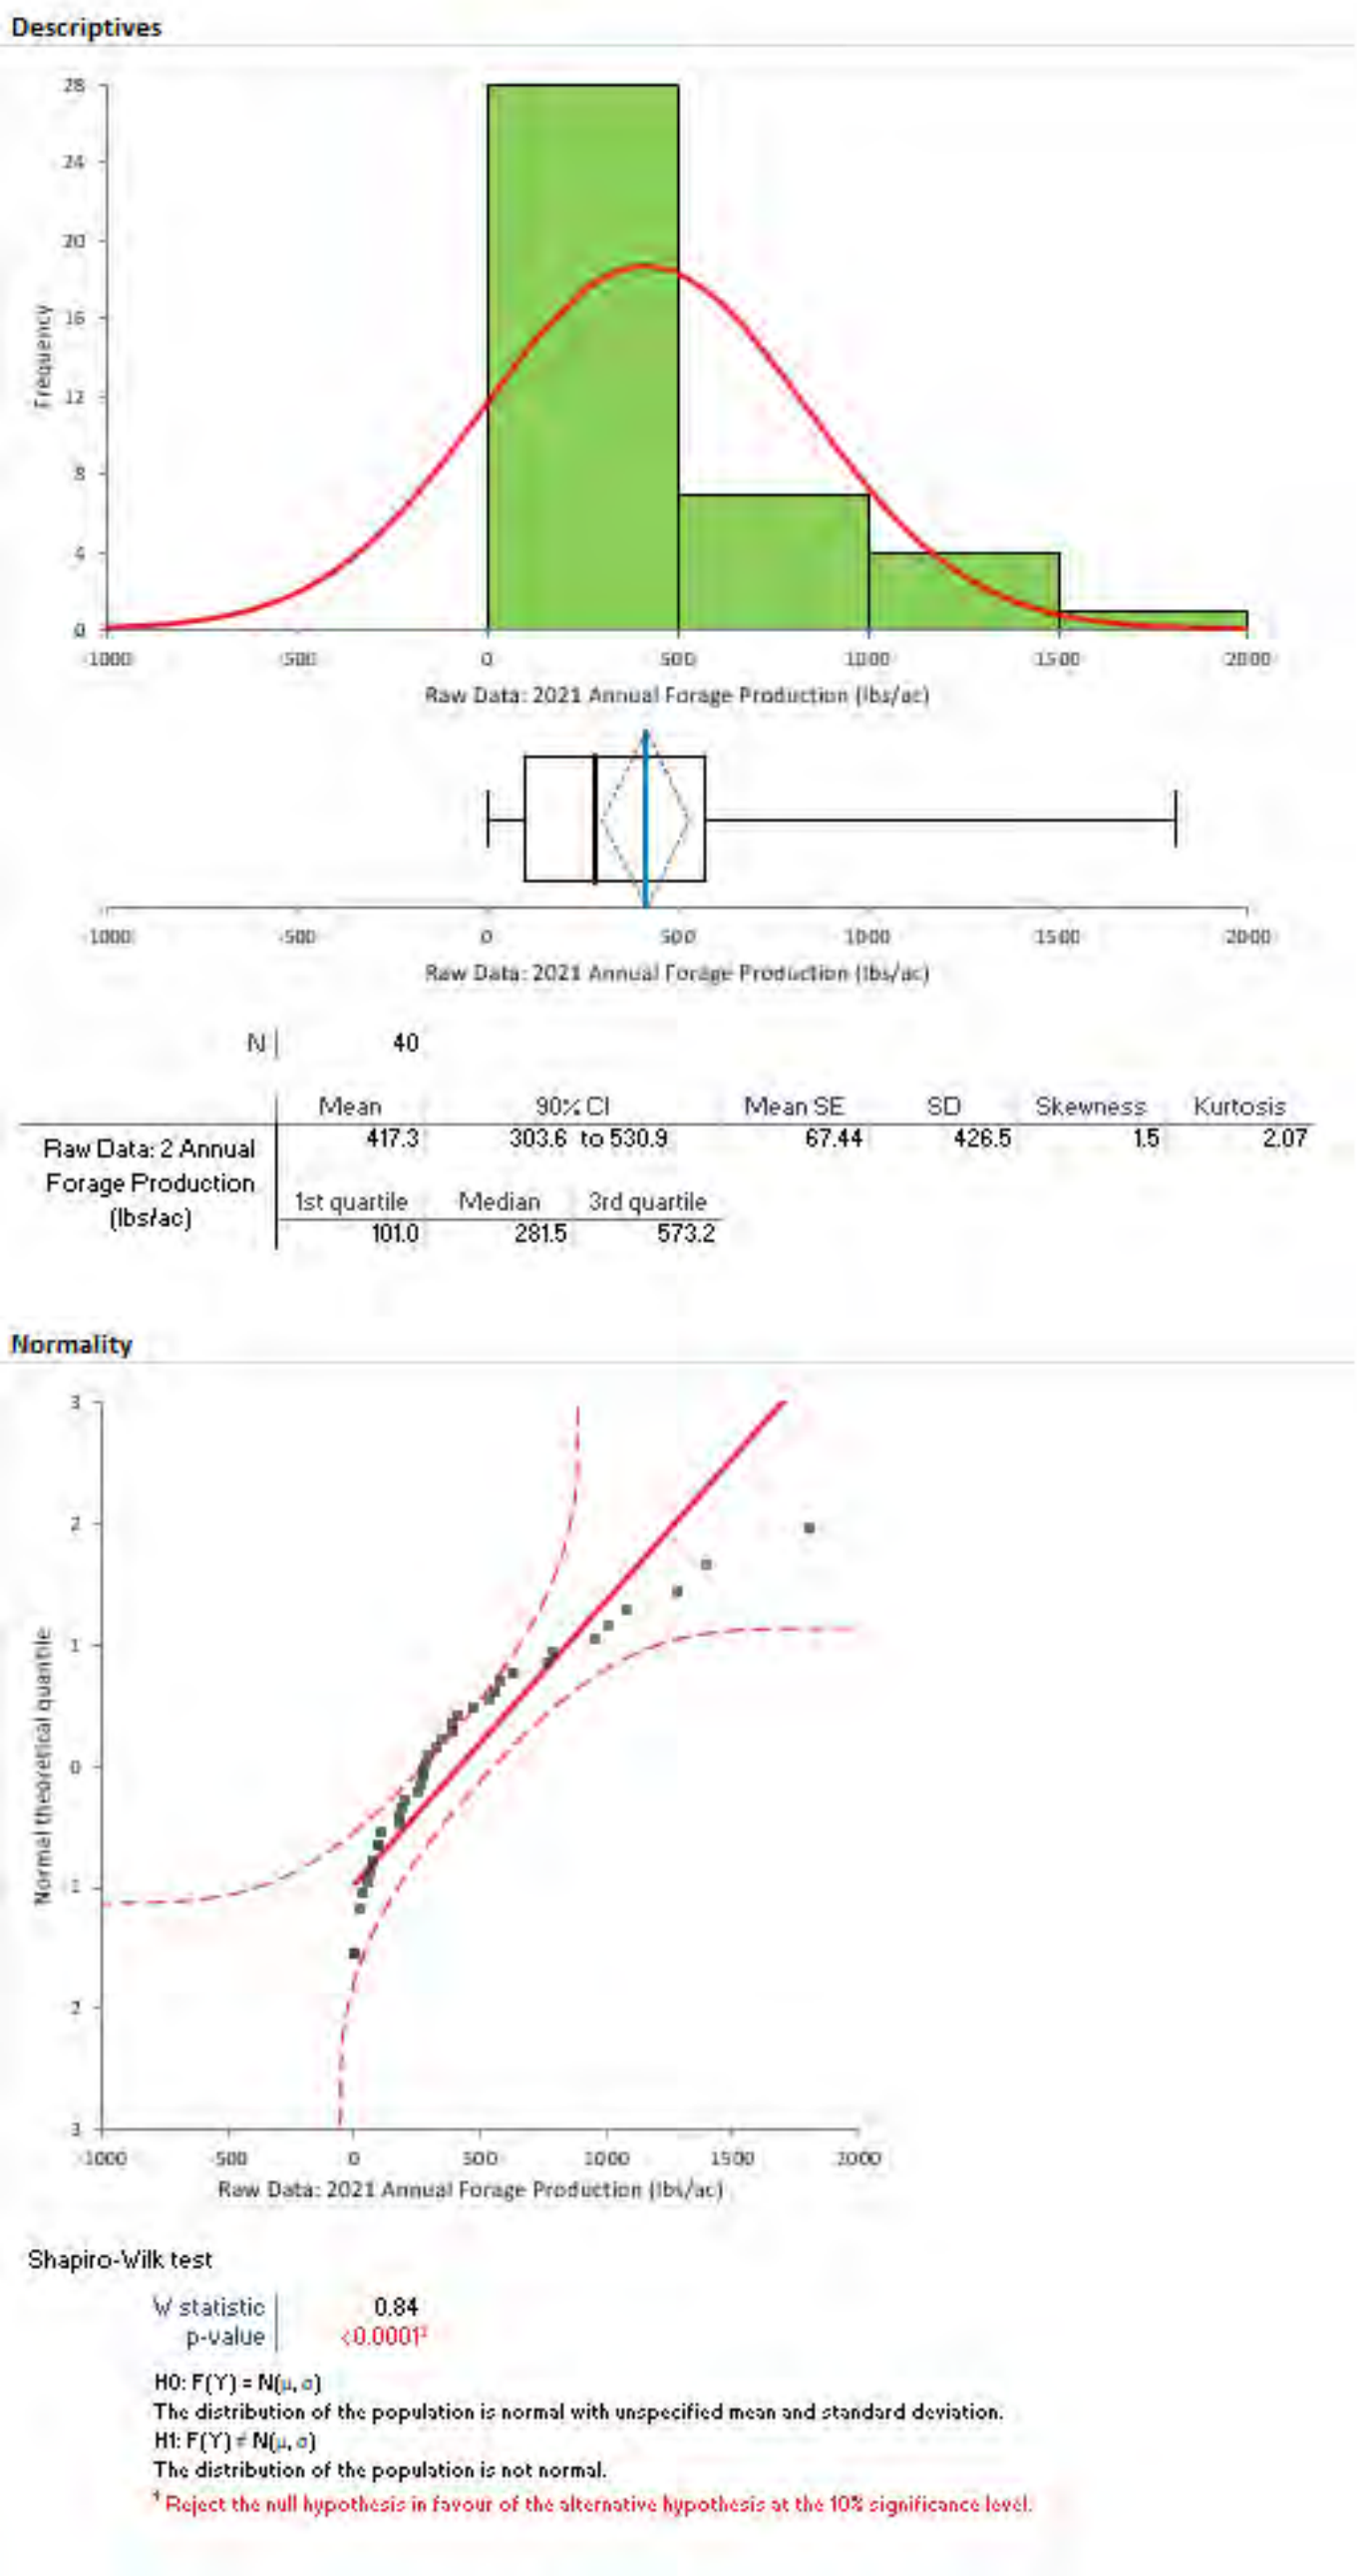 Descriptives
28
24
20
16
12
8
4
0
Frequency
-1000 -500 0 500 1000 1500 2000
Raw Data: 2021 Annual Forage Production (lbs/ac)
-1000 -500 0 500 1000 1500 2000
Raw Data: 2021 Annual Forage Production (lbs/ac)
N 40
Mean 90% CI Mean SE SD Skewness Kurtosis
Raw Data: 2 Annual
Forage Production
(lbs/ac)
417.3 303.6 to 530.9 67.44 426.5 1.5 2.07
1st quartile Median 3rd quartile
101.0 281.5 573.2
Normality
3
2
1
0
-1
-2
-3
Normal theoretical quantile
-1000 -500 0 500 1000 1500 2000
Raw Data: 2021 Annual Forage Production (lbs/ac)
Shapiro-Wilk test
W statistic 0.84
p-value <0.0001¹
H0: F(Y) = N(μ, σ)
The distribution of the population is normal with unspecified mean and standard deviation.
H1: F(Y) ≠ N(μ, σ)
The distribution of the population is not normal.
¹ Reject the null hypothesis in favour of the alternative hypothesis at the 10% significance level.